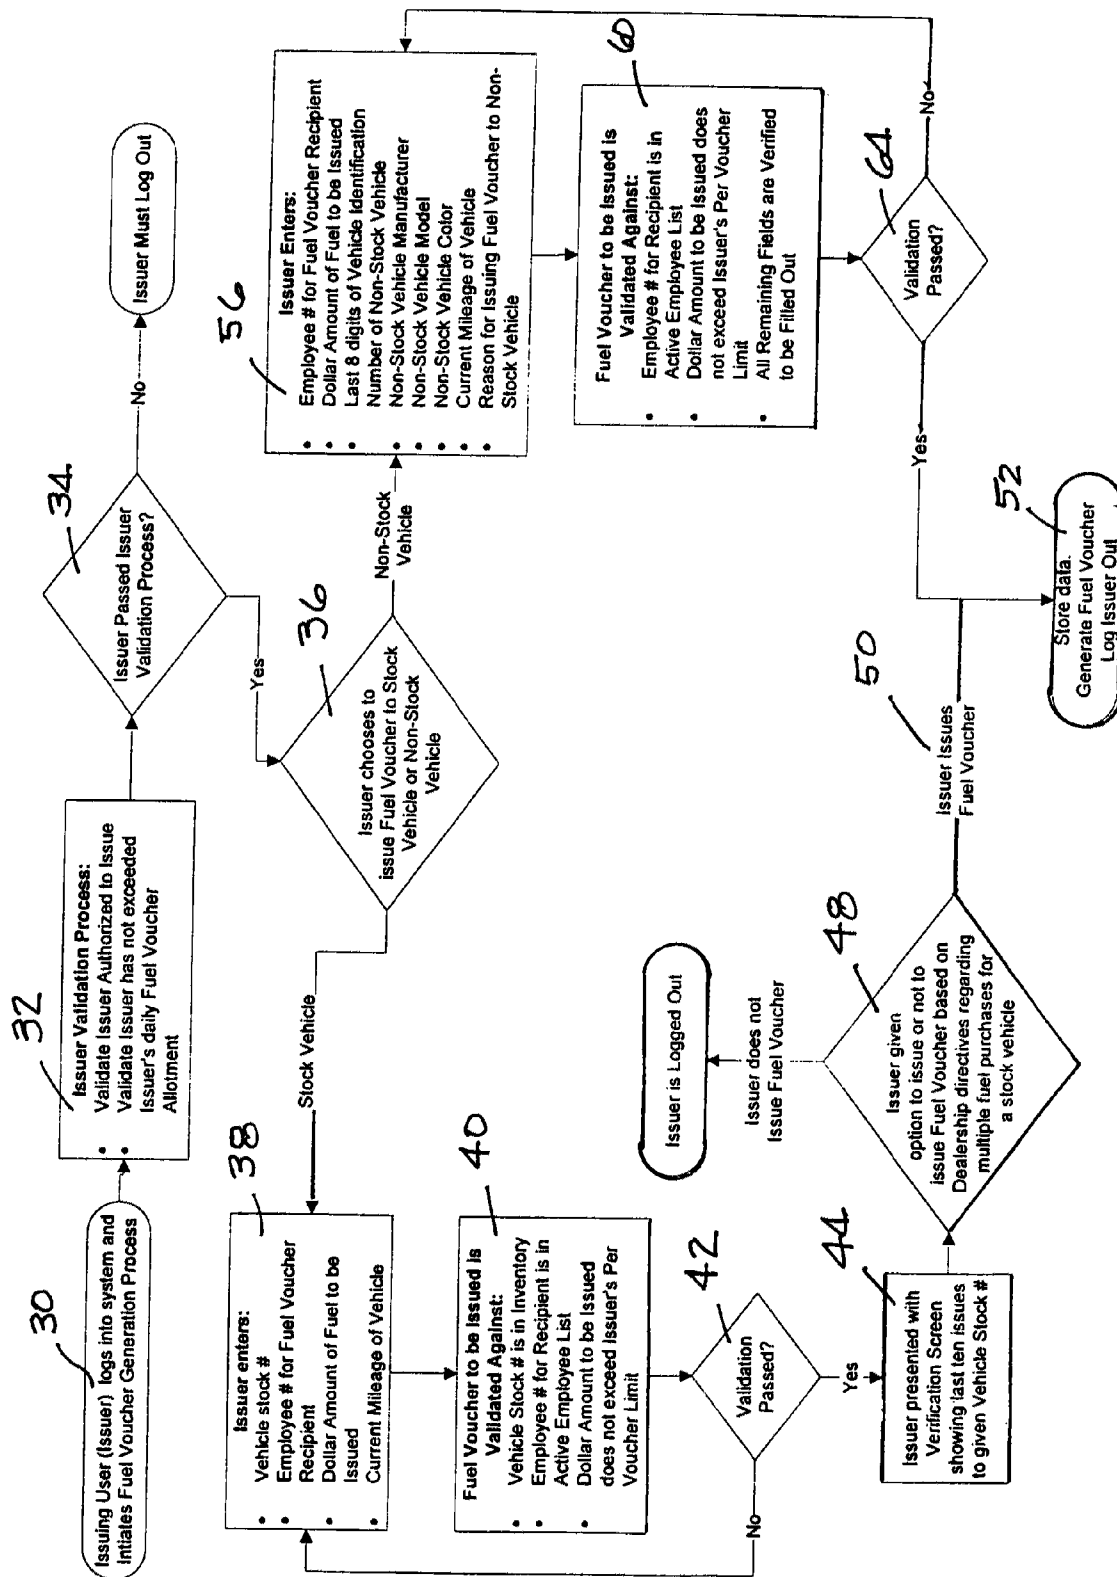 30
Issuing User (Issuer) logs into system and
Intiates Fuel Voucher Generation Process
32
Issuer Validation Process:
• Validate Issuer Authorized to Issue
• Validate Issuer has not exceeded
Issuer's daily Fuel Voucher
Allotment
34
Issuer Passed Issuer
Validation Process?
No
Issuer Must Log Out
Yes
36
Issuer chooses to
issue Fuel Voucher to Stock
Vehicle or Non-Stock
Vehicle
Stock Vehicle
Non-Stock
Vehicle
38
Issuer enters:
• Vehicle stock #
• Employee # for Fuel Voucher
Recipient
• Dollar Amount of Fuel to be
Issued
• Current Mileage of Vehicle
40
Fuel Voucher to be Issued is
Validated Against:
• Vehicle Stock # is in Inventory
• Employee # for Recipient is in
Active Employee List
• Dollar Amount to be Issued
does not exceed Issuer's Per
Voucher Limit
42
Validation
Passed?
No
Yes
44
Issuer presented with
Verification Screen
showing last ten issues
to given Vehicle Stock #
48
Issuer given
option to issue or not to
issue Fuel Voucher based on
Dealership directives regarding
multiple fuel purchases for
a stock vehicle
Issuer does not
Issue Fuel Voucher
Issuer is Logged Out
50
Issuer Issues
Fuel Voucher
52
Store data.
Generate Fuel Voucher
Log Issuer Out
56
Issuer Enters:
• Employee # for Fuel Voucher Recipient
• Dollar Amount of Fuel to be Issued
• Last 8 digits of Vehicle Identification
Number of Non-Stock Vehicle
• Non-Stock Vehicle Manufacturer
• Non-Stock Vehicle Model
• Non-Stock Vehicle Color
• Current Mileage of Vehicle
• Reason for Issuing Fuel Voucher to Non-
Stock Vehicle
60
Fuel Voucher to be Issued is
Validated Against:
• Employee # for Recipient is in
Active Employee List
• Dollar Amount to be Issued does
not exceed Issuer's Per Voucher
Limit
• All Remaining Fields are Verified
to be Filled Out
64
Validation
Passed?
No
Yes